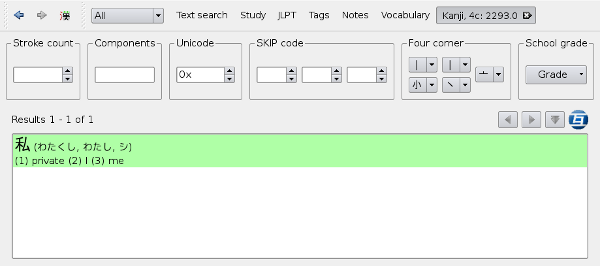 All Text search Study JLPT Tags Notes Vocabulary Kanji, 4c: 2293.0
Stroke count Components Unicode SKIP code Four corner School grade
0x Grade
Results 1 - 1 of 1
私 (わたくし, わたし, シ)
(1) private (2) I (3) me